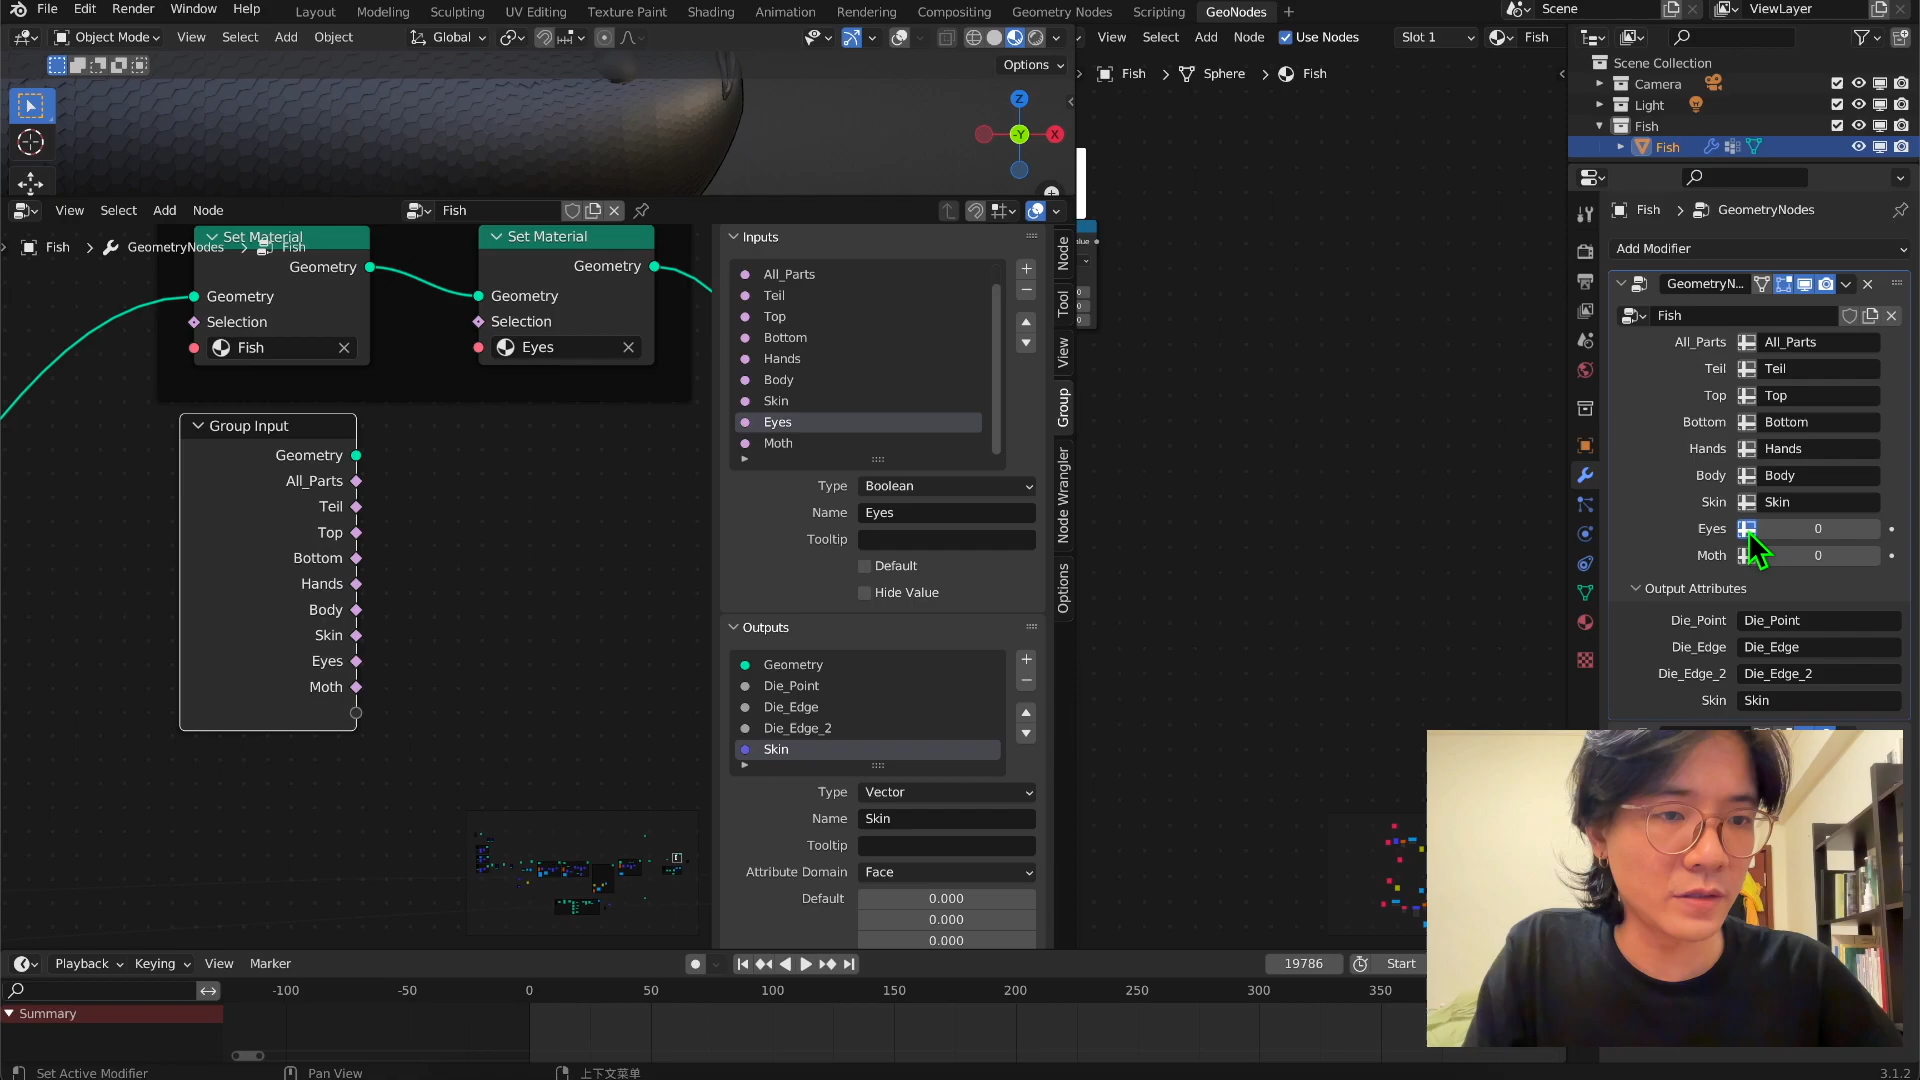 File Edit Render Window Help Layout Modeling Sculpting UV Editing Texture Paint Shading Animation Rendering Compositing Geometry Nodes Scripting GeoNodes + Scene ViewLayer
Object Mode View Select Add Object Global View Select Add Node Use Nodes Slot 1 Fish
Options
Fish > Sphere > Fish
Z
-Y X
Scene Collection
Camera
Light
Fish
Fish
View Select Add Node Fish
Fish > GeometryNodes > Fish
Set Material
Geometry
Geometry
Selection
Fish
Set Material
Geometry
Geometry
Selection
Eyes
Group Input
Geometry
All_Parts
Teil
Top
Bottom
Hands
Body
Skin
Eyes
Moth
Inputs
All_Parts
Teil
Top
Bottom
Hands
Body
Skin
Eyes
Moth
Type Boolean
Name Eyes
Tooltip
Default
Hide Value
Outputs
Geometry
Die_Point
Die_Edge
Die_Edge_2
Skin
Type Vector
Name Skin
Tooltip
Attribute Domain Face
Default 0.000
0.000
0.000
Node
Tool
View
Group
Node Wrangler
Options
Fish > GeometryNodes
Add Modifier
GeometryN...
Fish
All_Parts All_Parts
Teil Teil
Top Top
Bottom Bottom
Hands Hands
Body Body
Skin Skin
Eyes 0
Moth 0
Output Attributes
Die_Point Die_Point
Die_Edge Die_Edge
Die_Edge_2 Die_Edge_2
Skin Skin
Playback Keying View Marker 19786 Start
-100 -50 0 50 100 150 200 250 300 350
Summary
Set Active Modifier Pan View 上下文菜单 3.1.2